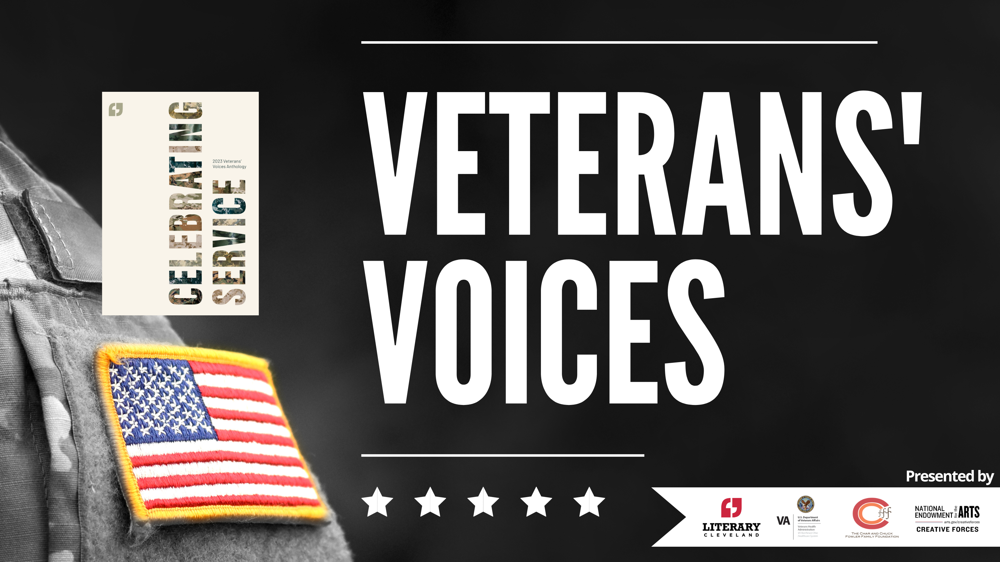 VETERANS'
VOICES
CELEBRATING
SERVICE
2023 Veterans'
Voices Anthology
Presented by
LITERARY
CLEVELAND
VA
U.S. Department
of Veterans Affairs
Veterans Health
Administration
VA Northeast Ohio
Healthcare System
fff
THE CHAR AND CHUCK
FOWLER FAMILY FOUNDATION
NATIONAL
ENDOWMENT for the ARTS
arts.gov/creativeforces
CREATIVE FORCES